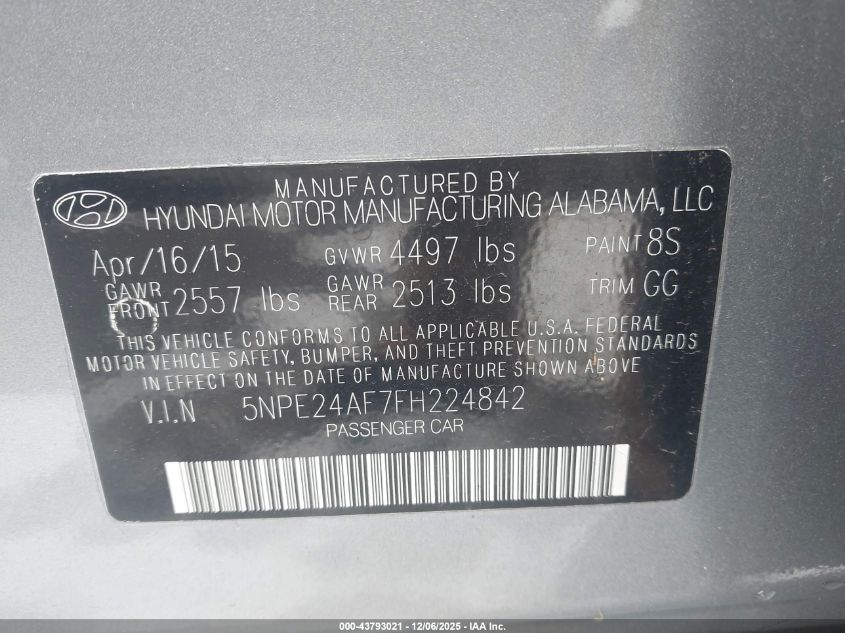 MANUFACTURED BY
HYUNDAI MOTOR MANUFACTURING ALABAMA, LLC
Apr/16/15 GVWR 4497 lbs PAINT 8S
GAWR FRONT 2557 lbs GAWR REAR 2513 lbs TRIM GG
THIS VEHICLE CONFORMS TO ALL APPLICABLE U.S.A. FEDERAL
MOTOR VEHICLE SAFETY, BUMPER, AND THEFT PREVENTION STANDARDS
IN EFFECT ON THE DATE OF MANUFACTURE SHOWN ABOVE
V.I.N 5NPE24AF7FH224842
PASSENGER CAR
000-43793021 - 12/06/2025 - IAA Inc.